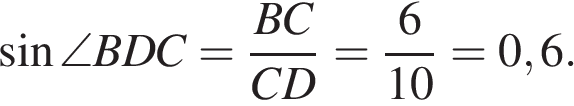 sin∠BDC = BC/CD = 6/10 = 0,6.